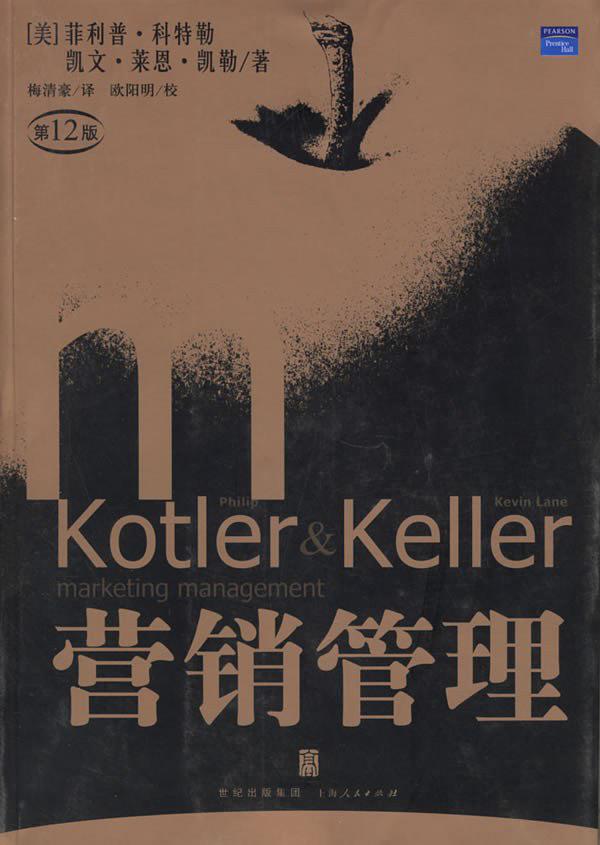 [美]菲利普·科特勒
凯文·莱恩·凯勒/著
梅清豪/译 欧阳明/校
第12版
PEARSON
Prentice
Hall
Philip
Kevin Lane
Kotler & Keller
marketing management
营销管理
世纪出版集团 上海人民出版社